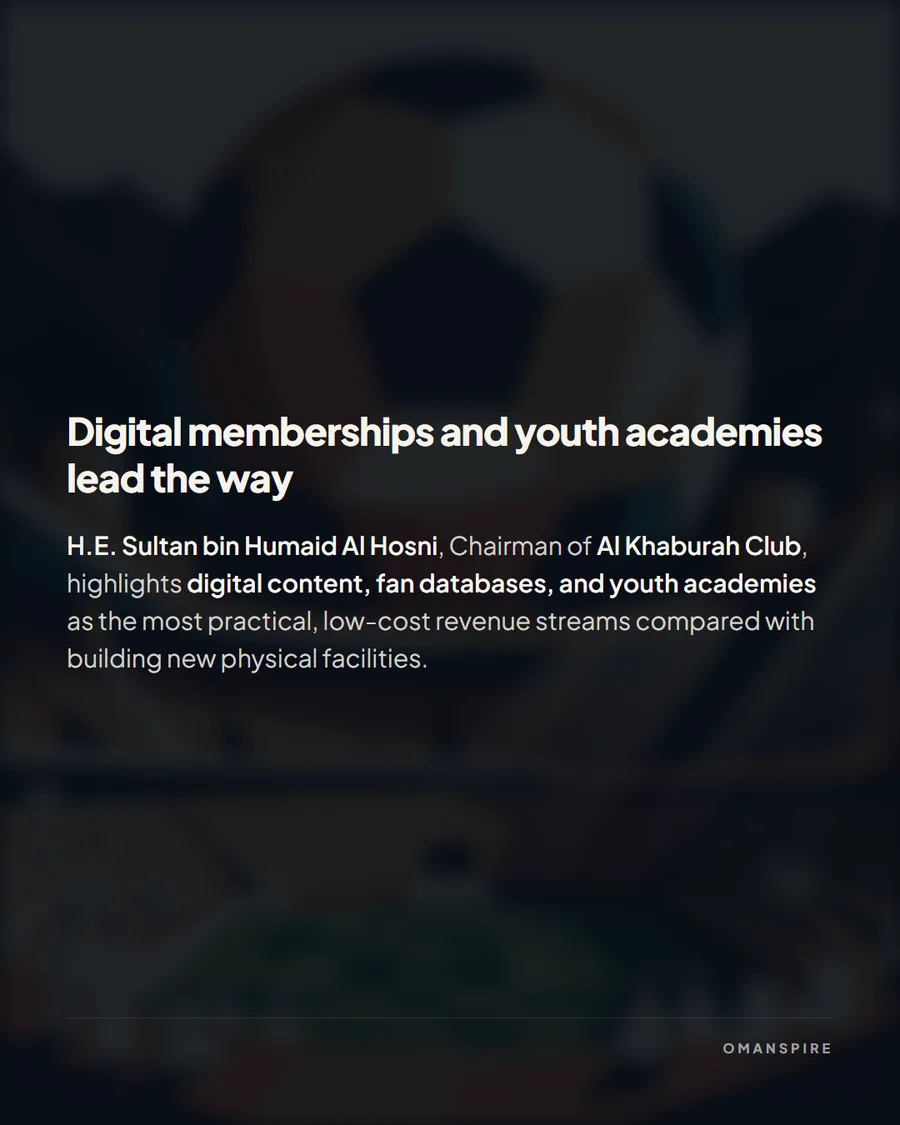 Digital memberships and youth academies
lead the way
H.E. Sultan bin Humaid Al Hosni, Chairman of Al Khaburah Club,
highlights digital content, fan databases, and youth academies
as the most practical, low-cost revenue streams compared with
building new physical facilities.
OMANSPIRE